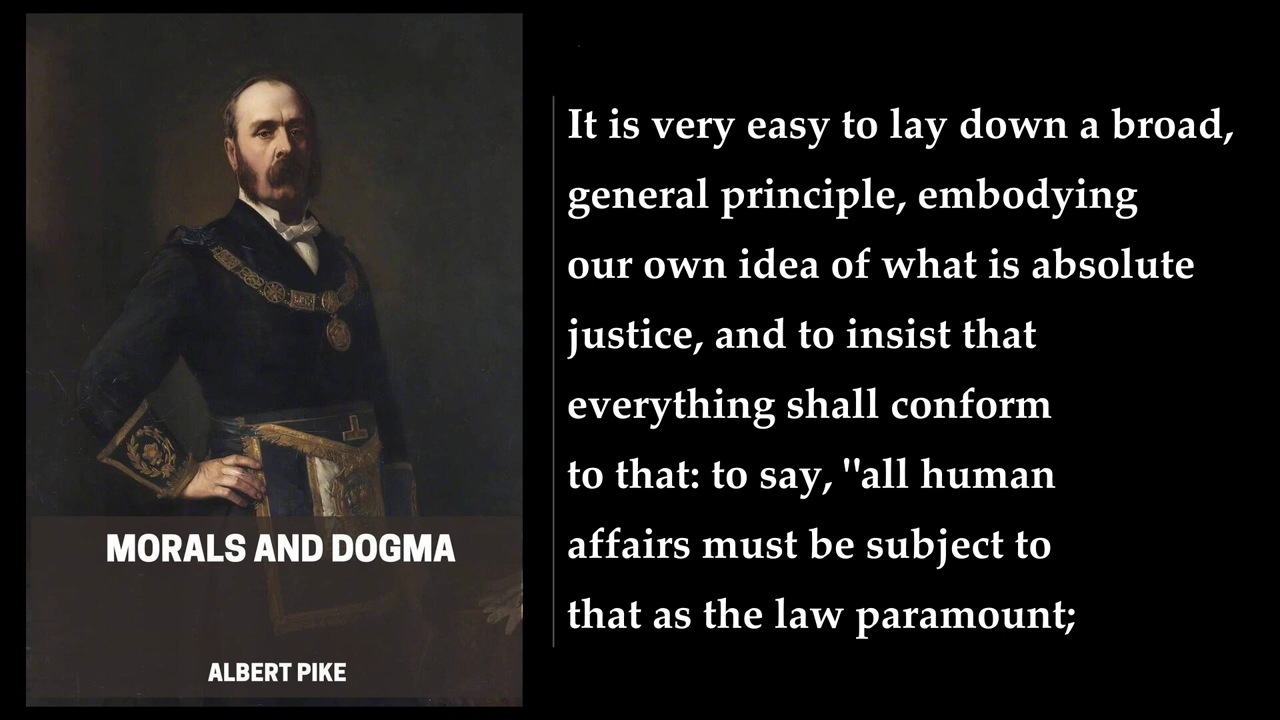 MORALS AND DOGMA
ALBERT PIKE
It is very easy to lay down a broad,
general principle, embodying
our own idea of what is absolute
justice, and to insist that
everything shall conform
to that: to say, "all human
affairs must be subject to
that as the law paramount;